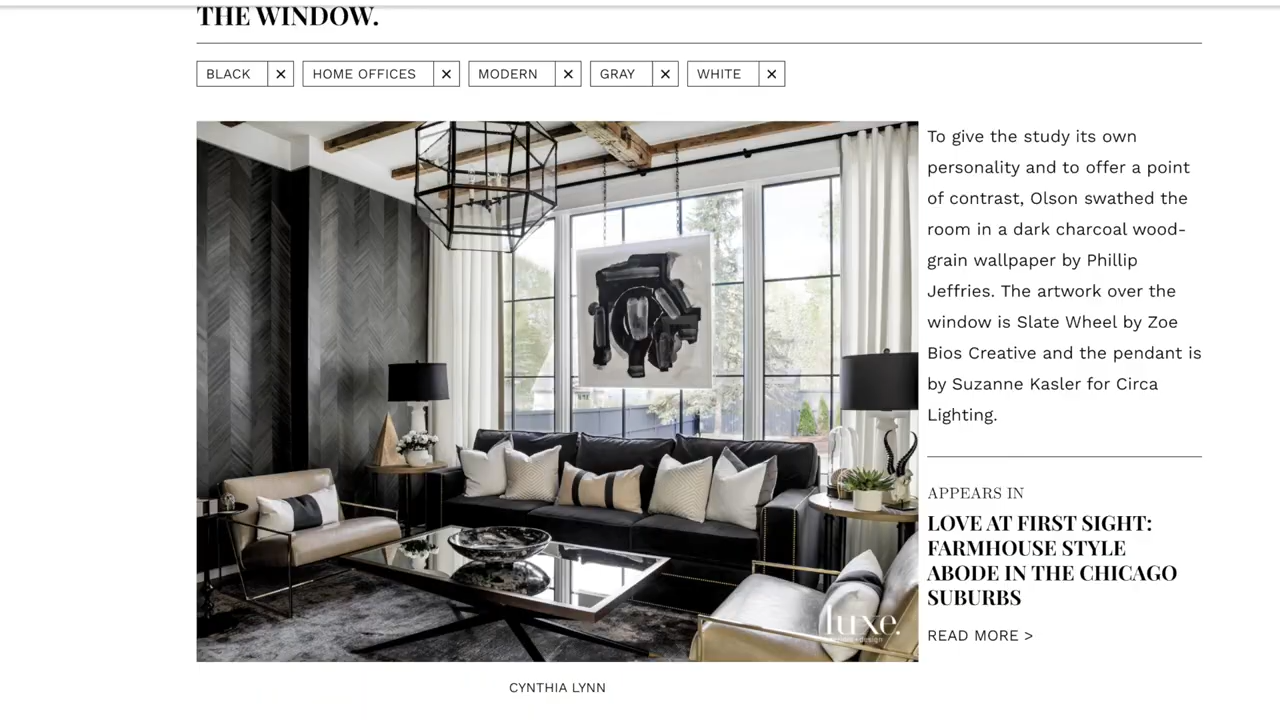 THE WINDOW.
BLACK ✕ HOME OFFICES ✕ MODERN ✕ GRAY ✕ WHITE ✕
To give the study its own
personality and to offer a point
of contrast, Olson swathed the
room in a dark charcoal wood-
grain wallpaper by Phillip
Jeffries. The artwork over the
window is Slate Wheel by Zoe
Bios Creative and the pendant is
by Suzanne Kasler for Circa
Lighting.
APPEARS IN
LOVE AT FIRST SIGHT:
FARMHOUSE STYLE
ABODE IN THE CHICAGO
SUBURBS
READ MORE >
luxe.
CYNTHIA LYNN